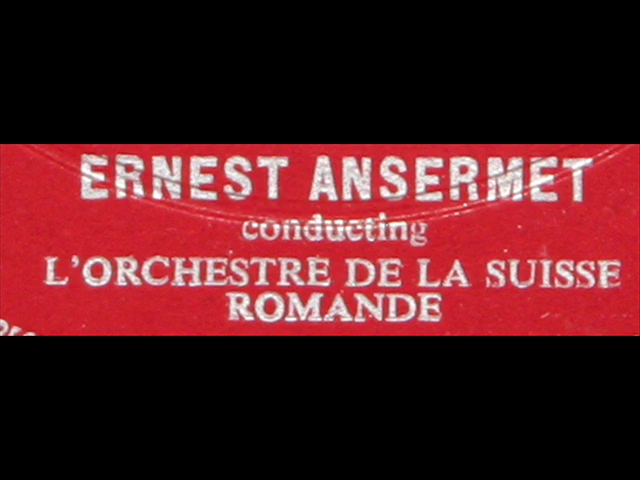 ERNEST ANSERMET
conducting
L'ORCHESTRE DE LA SUISSE
ROMANDE